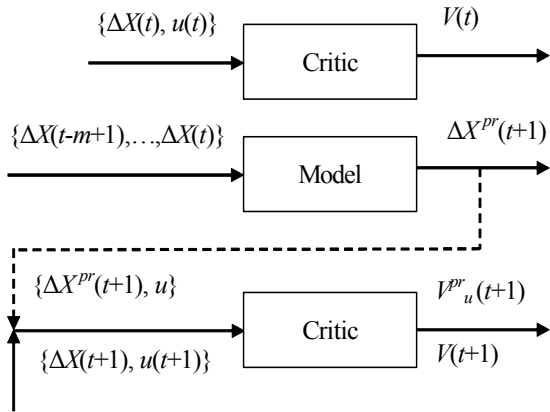 {ΔX(t), u(t)}
V(t)
Critic
{ΔX(t-m+1),…,ΔX(t)}
ΔX^pr(t+1)
Model
{ΔX^pr(t+1), u}
V^pr_u(t+1)
Critic
{ΔX(t+1), u(t+1)}
V(t+1)